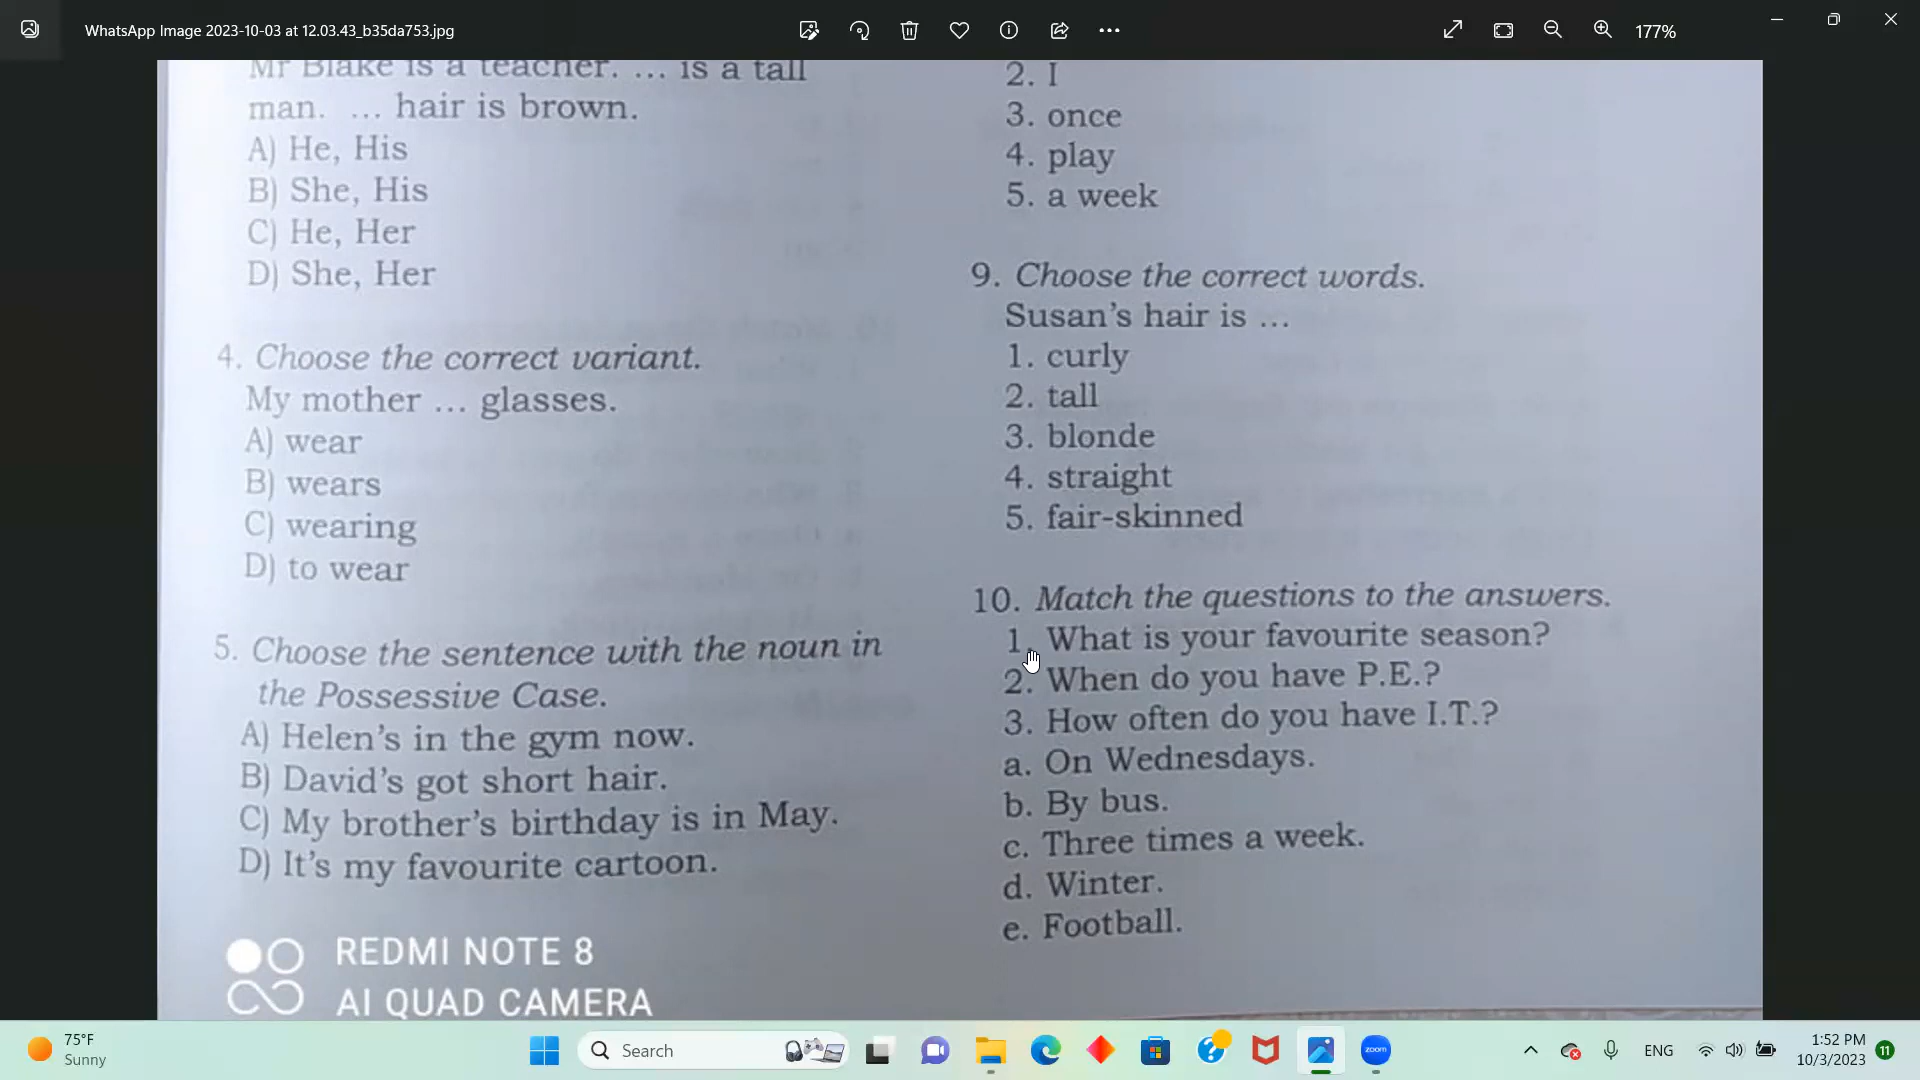 WhatsApp Image 2023-10-03 at 12.03.43_b35da753.jpg
177%
Mr Blake is a teacher. ... is a tall
man. ... hair is brown.
A) He, His
B) She, His
C) He, Her
D) She, Her
4. Choose the correct variant.
My mother ... glasses.
A) wear
B) wears
C) wearing
D) to wear
5. Choose the sentence with the noun in
the Possessive Case.
A) Helen's in the gym now.
B) David's got short hair.
C) My brother's birthday is in May.
D) It's my favourite cartoon.
REDMI NOTE 8
AI QUAD CAMERA
2. I
3. once
4. play
5. a week
9. Choose the correct words.
Susan's hair is ...
1. curly
2. tall
3. blonde
4. straight
5. fair-skinned
10. Match the questions to the answers.
1. What is your favourite season?
2. When do you have P.E.?
3. How often do you have I.T.?
a. On Wednesdays.
b. By bus.
c. Three times a week.
d. Winter.
e. Football.
75°F
Sunny
Search
zoom
ENG
1:52 PM
10/3/2023
11